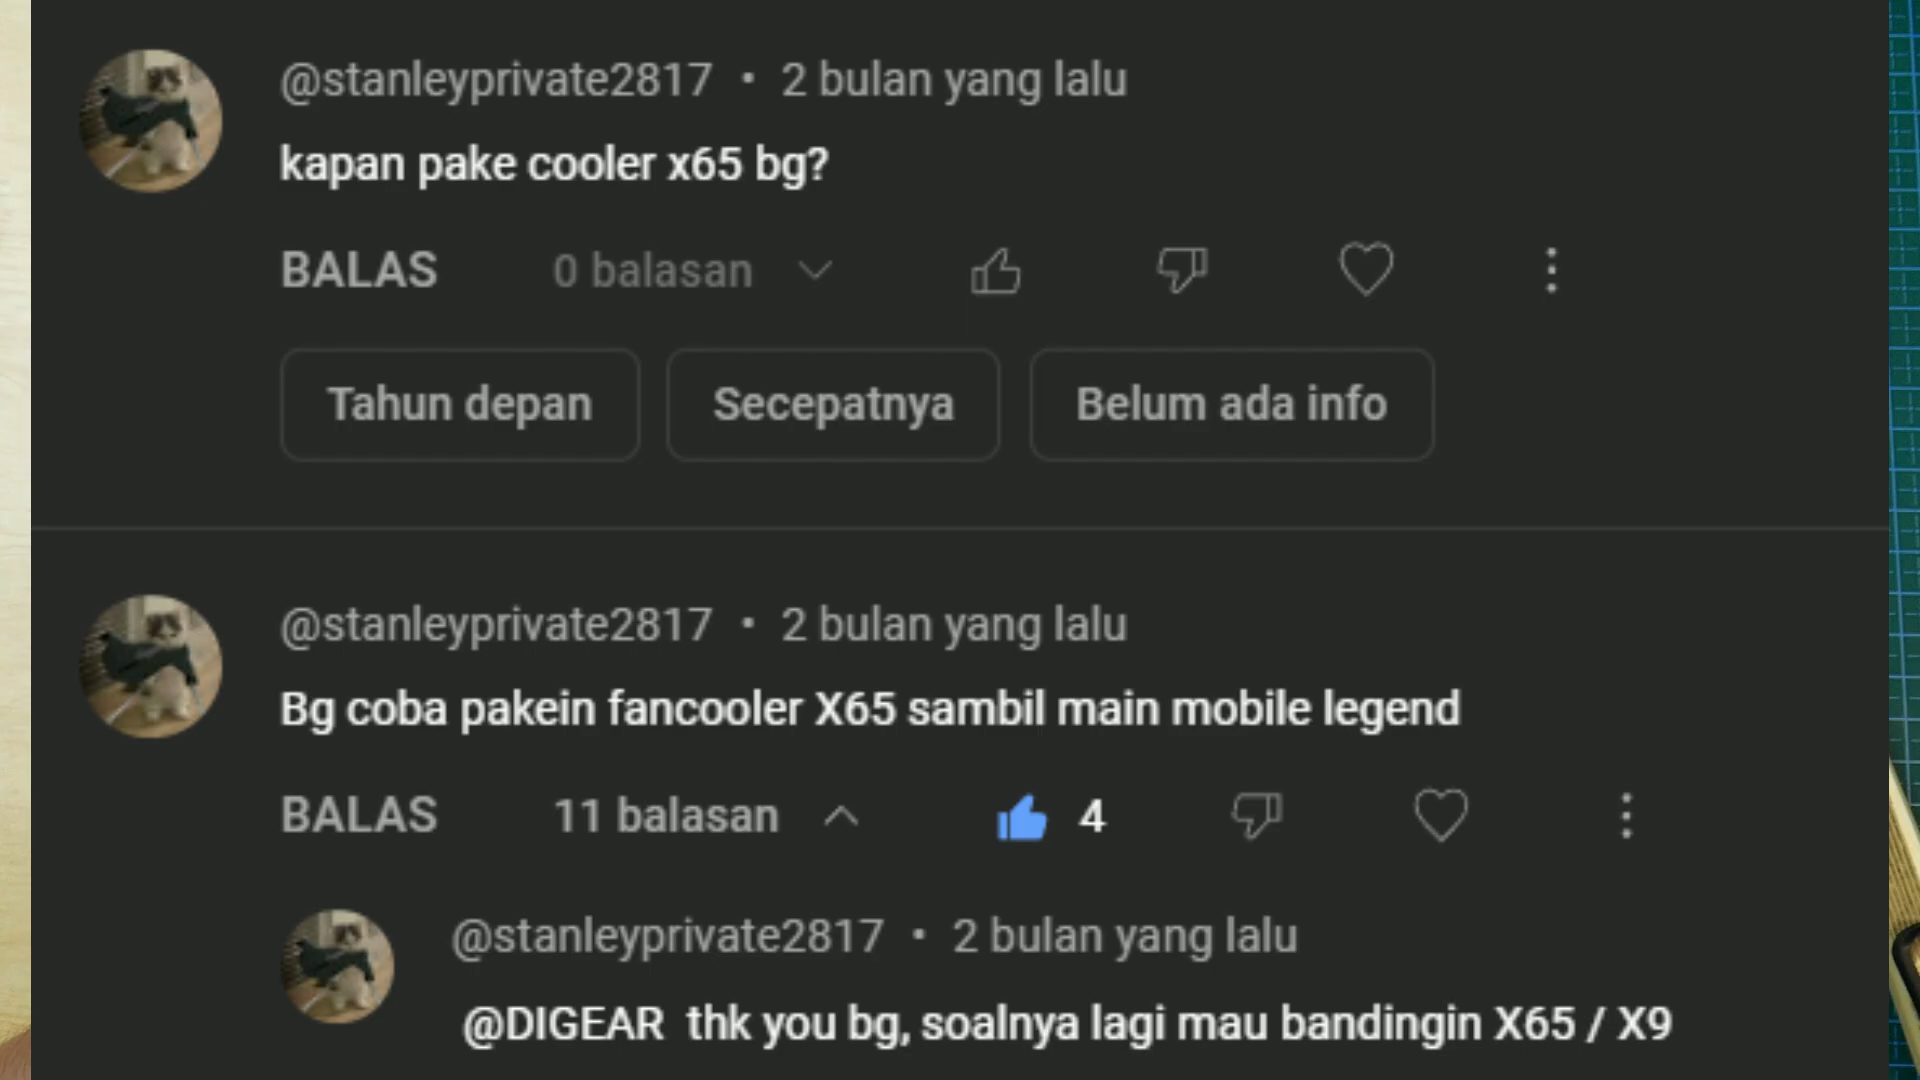 @stanleyprivate2817 • 2 bulan yang lalu
kapan pake cooler x65 bg?
BALAS 0 balasan
Tahun depan Secepatnya Belum ada info
@stanleyprivate2817 • 2 bulan yang lalu
Bg coba pakein fancooler X65 sambil main mobile legend
BALAS 11 balasan 4
@stanleyprivate2817 • 2 bulan yang lalu
@DIGEAR thk you bg, soalnya lagi mau bandingin X65 / X9